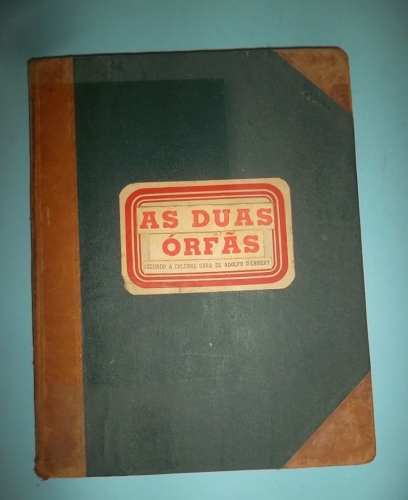 AS DUAS
ÓRFÃS
SEGUNDO A CELEBRE OBRA DE ADOLFO D'ENNERY